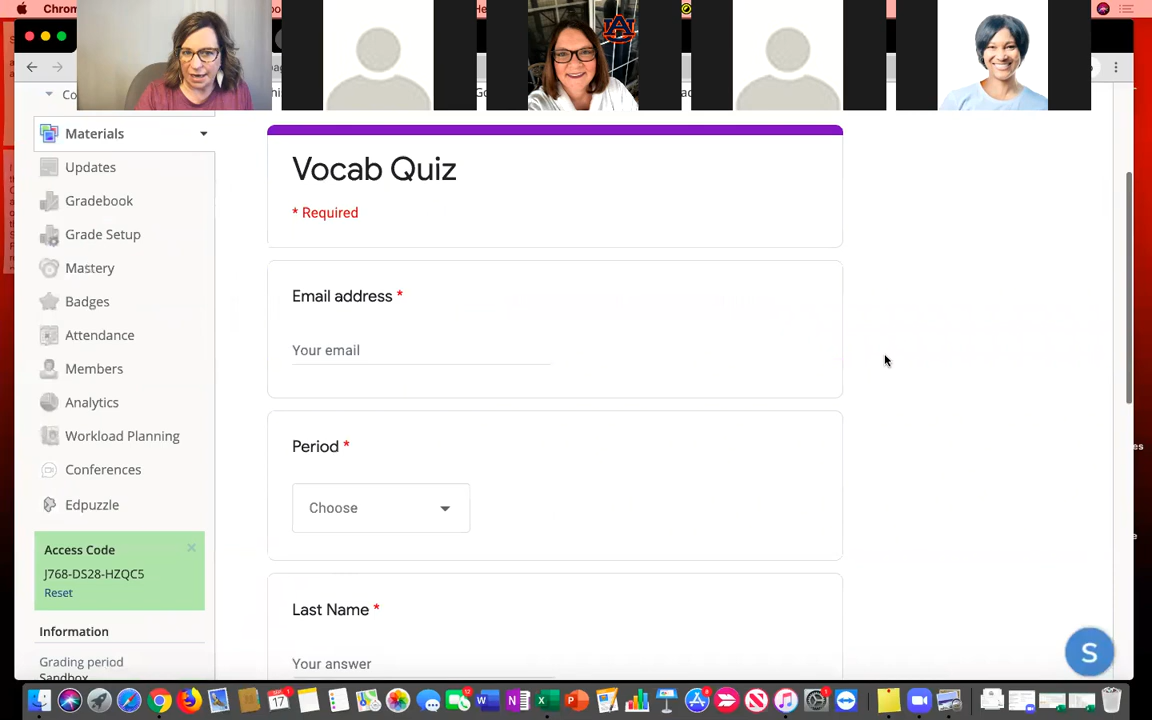 Chrom
He
Co
Materials
Updates
Gradebook
Grade Setup
Mastery
Badges
Attendance
Members
Analytics
Workload Planning
Conferences
Edpuzzle
Access Code
J768-DS28-HZQC5
Reset
Information
Grading period
Sandbox
Vocab Quiz
* Required
Email address *
Your email
Period *
Choose
Last Name *
Your answer
S